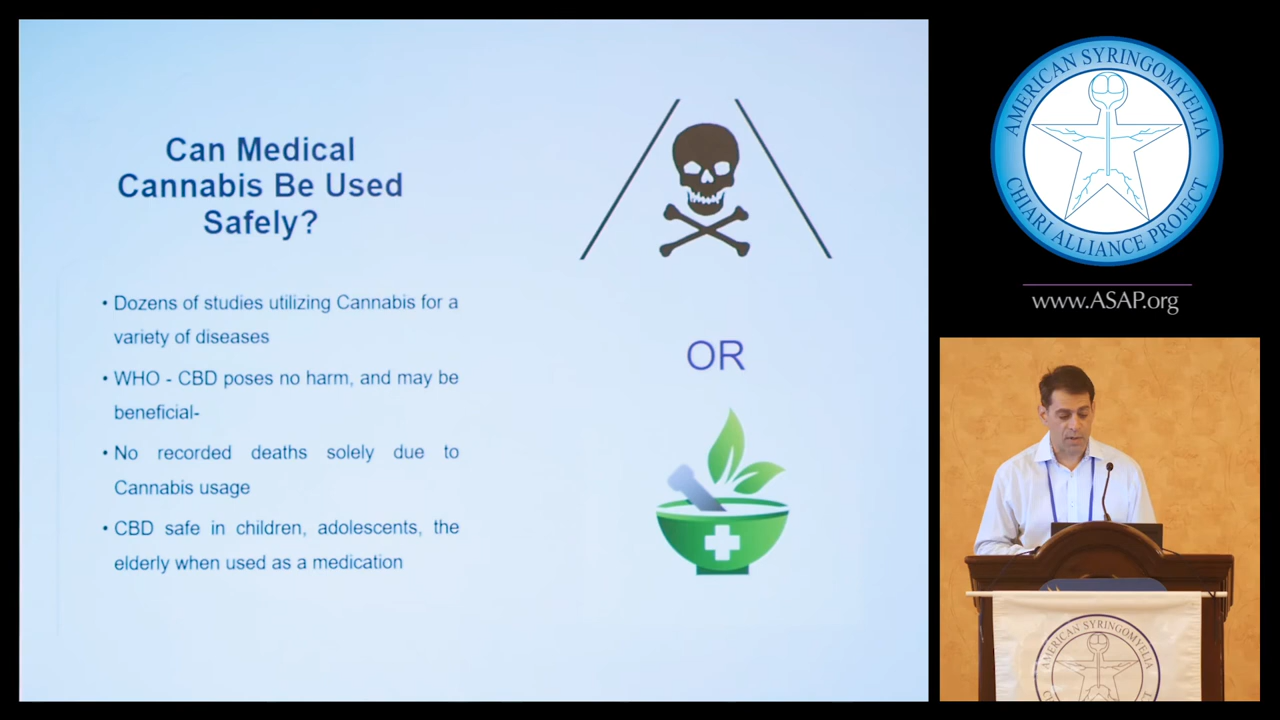 Can Medical
Cannabis Be Used
Safely?
• Dozens of studies utilizing Cannabis for a
variety of diseases
• WHO - CBD poses no harm, and may be
beneficial-
• No recorded deaths solely due to
Cannabis usage
• CBD safe in children, adolescents, the
elderly when used as a medication
OR
AMERICAN SYRINGOMYELIA
CHIARI ALLIANCE PROJECT
www.ASAP.org
AMERICAN SYRINGOMYELIA